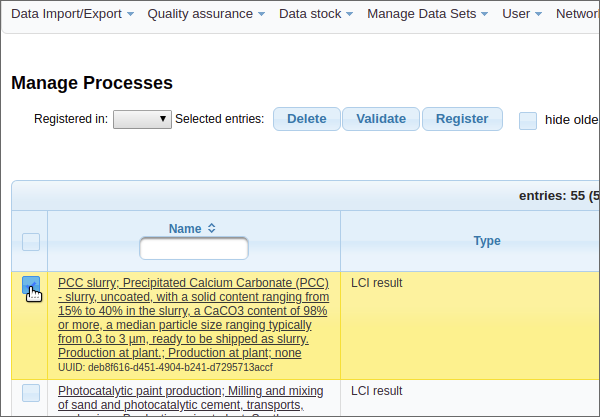 Data Import/Export Quality assurance Data stock Manage Data Sets User Networ
Manage Processes
Registered in: Selected entries: Delete Validate Register hide olde
entries: 55 (5
Name Type
PCC slurry; Precipitated Calcium Carbonate (PCC) LCI result
- slurry, uncoated, with a solid content ranging from
15% to 40% in the slurry, a CaCO3 content of 98%
or more, a median particle size ranging typically
from 0.3 to 3 µm, ready to be shipped as slurry.
Production at plant.; Production at plant; none
UUID: deb8f616-d451-4904-b241-d7295713accf
Photocatalytic paint production; Milling and mixing LCI result
of sand and photocatalytic cement, transports,